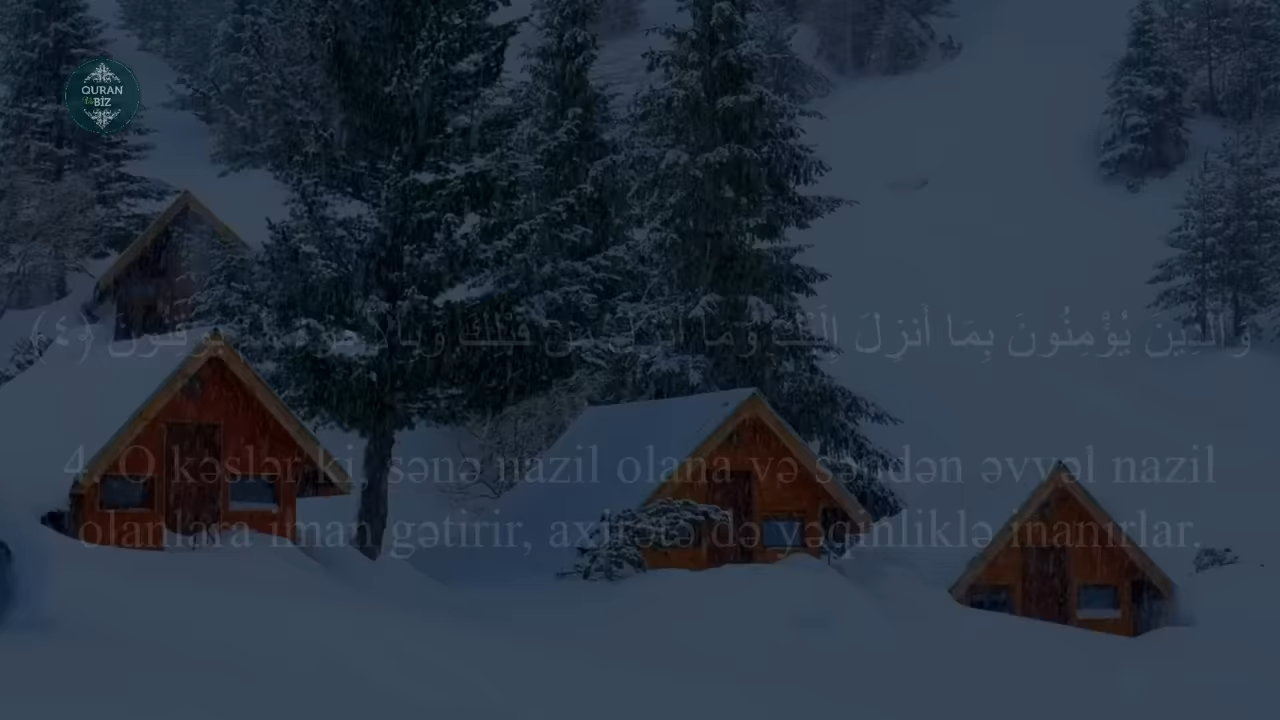 QURAN
BİZ
وَالَّذِينَ يُؤْمِنُونَ بِمَا أُنزِلَ إِلَيْكَ وَمَا أُنزِلَ مِن قَبْلِكَ وَبِالْآخِرَةِ يُوقِنُونَ ﴿٤﴾
4. O kəslər ki, sənə nazil olana və səndən əvvəl nazil
olanlara iman gətirir, axirətə də yəqinliklə inanırlar.